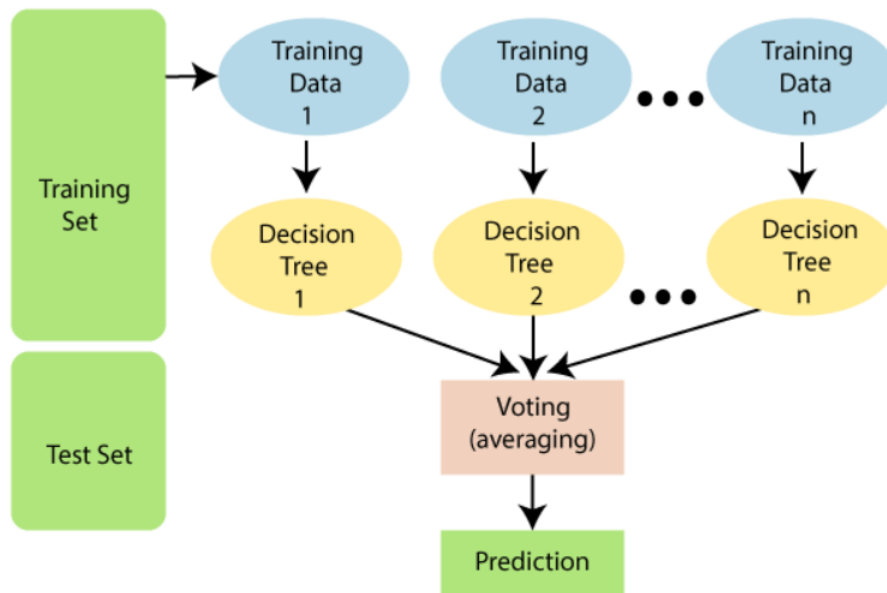 Training
Data
1
Training
Data
2
Training
Data
n
Training
Set
Decision
Tree
1
Decision
Tree
2
Decision
Tree
n
Test Set
Voting
(averaging)
Prediction